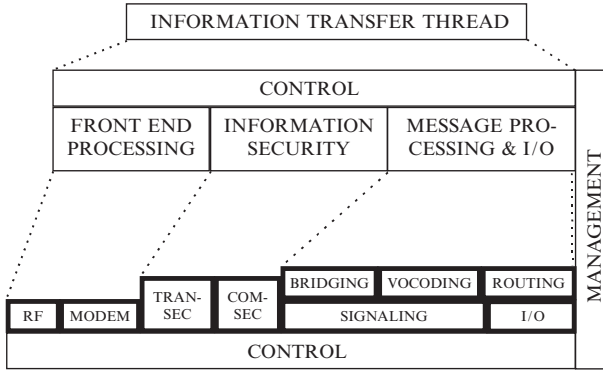 INFORMATION TRANSFER THREAD
CONTROL
FRONT END
PROCESSING
INFORMATION
SECURITY
MESSAGE PRO-
CESSING & I/O
MANAGEMENT
BRIDGING
VOCODING
ROUTING
RF
MODEM
TRAN-
SEC
COM-
SEC
SIGNALING
I/O
CONTROL